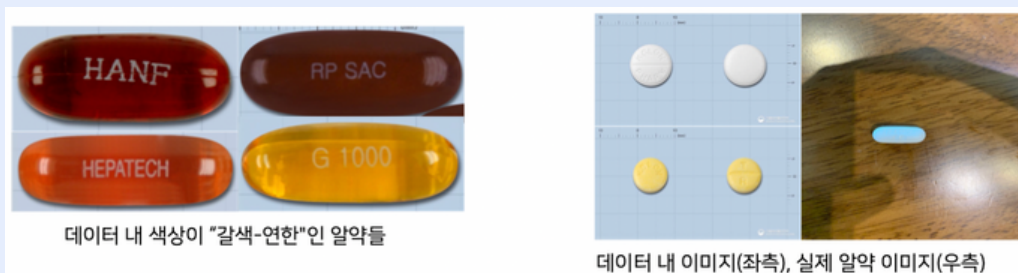 HANF
RP SAC
HEPATECH
G 1000
데이터 내 색상이 "갈색-연한"인 알약들
데이터 내 이미지(좌측), 실제 알약 이미지(우측)